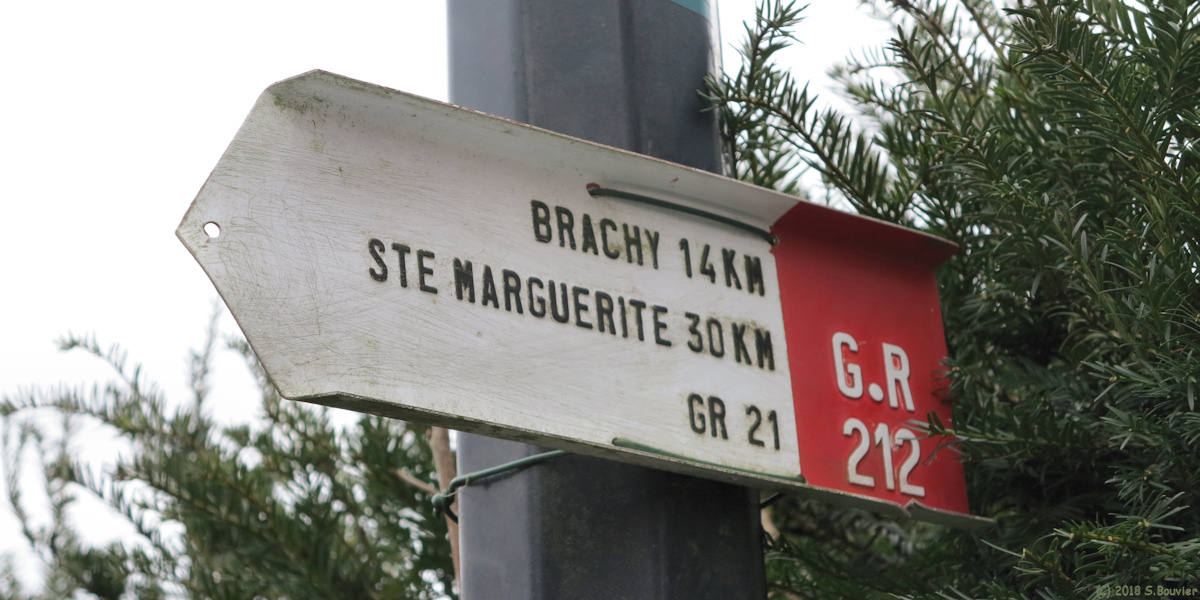 BRACHY 14KM
STE MARGUERITE 30KM
GR 21
G.R
212
(C) 2018 S.Bouvier